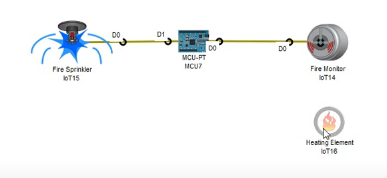 D0
D1
D0
D0
Fire Sprinkler
IoT15
MCU-PT
MCU7
Fire Monitor
IoT14
Heating Element
IoT16